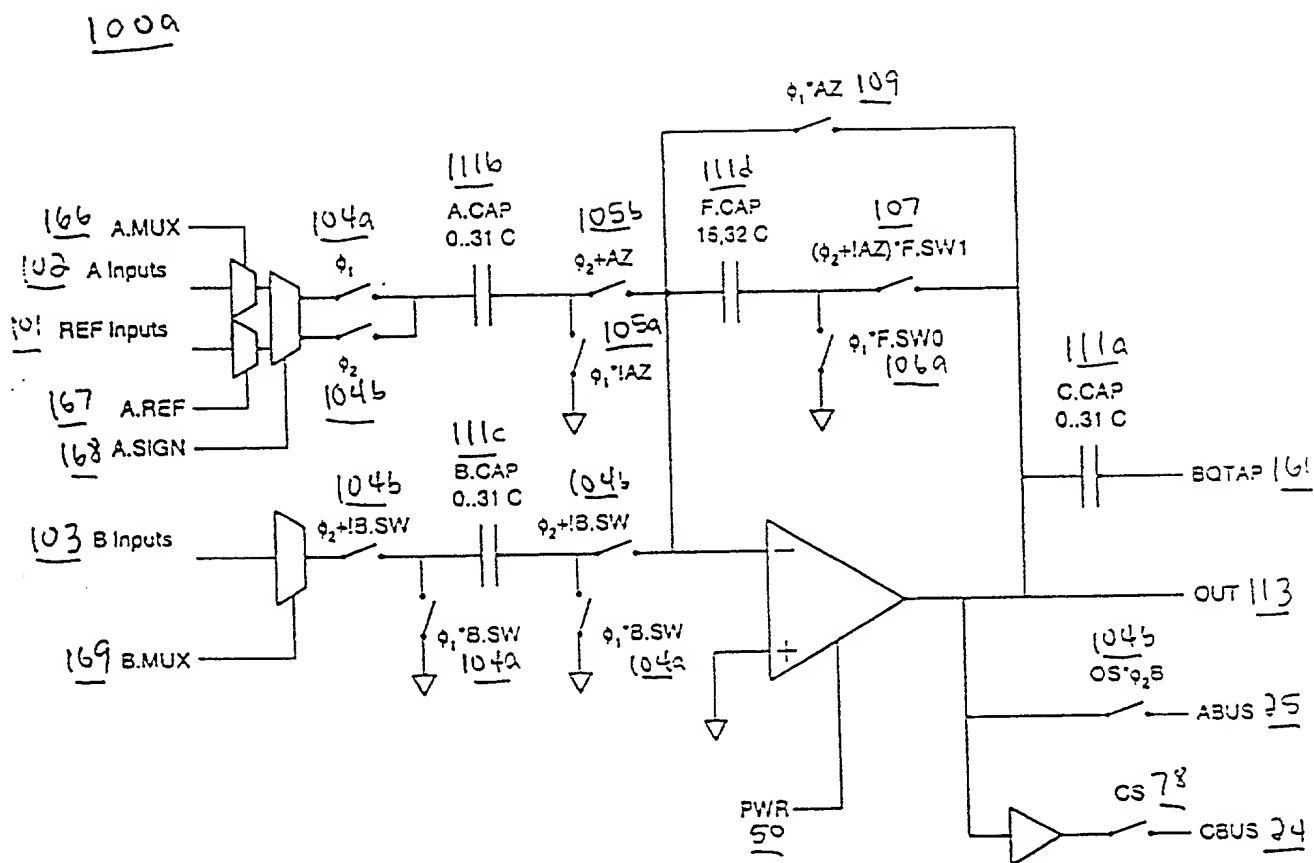 100a
φ₁*AZ 109
111b
A.CAP
0..31 C
111d
F.CAP
16,32 C
166 A.MUX
104a
φ₁
105b
φ₂+AZ
107
(φ₂+!AZ)*F.SW1
102 A Inputs
101 REF Inputs
105a
φ₁*!AZ
φ₁*F.SW0
106a
φ₂
104b
111a
C.CAP
0..31 C
167 A.REF
168 A.SIGN
111c
B.CAP
0..31 C
104b
φ₂+!B.SW
104b
φ₂+!B.SW
BQTAP 161
103 B Inputs
−
+
OUT 113
φ₁*B.SW
104a
φ₁*B.SW
104a
169 B.MUX
104b
OS*φ₂B
ABUS 25
PWR
50
CS 78
CBUS 24